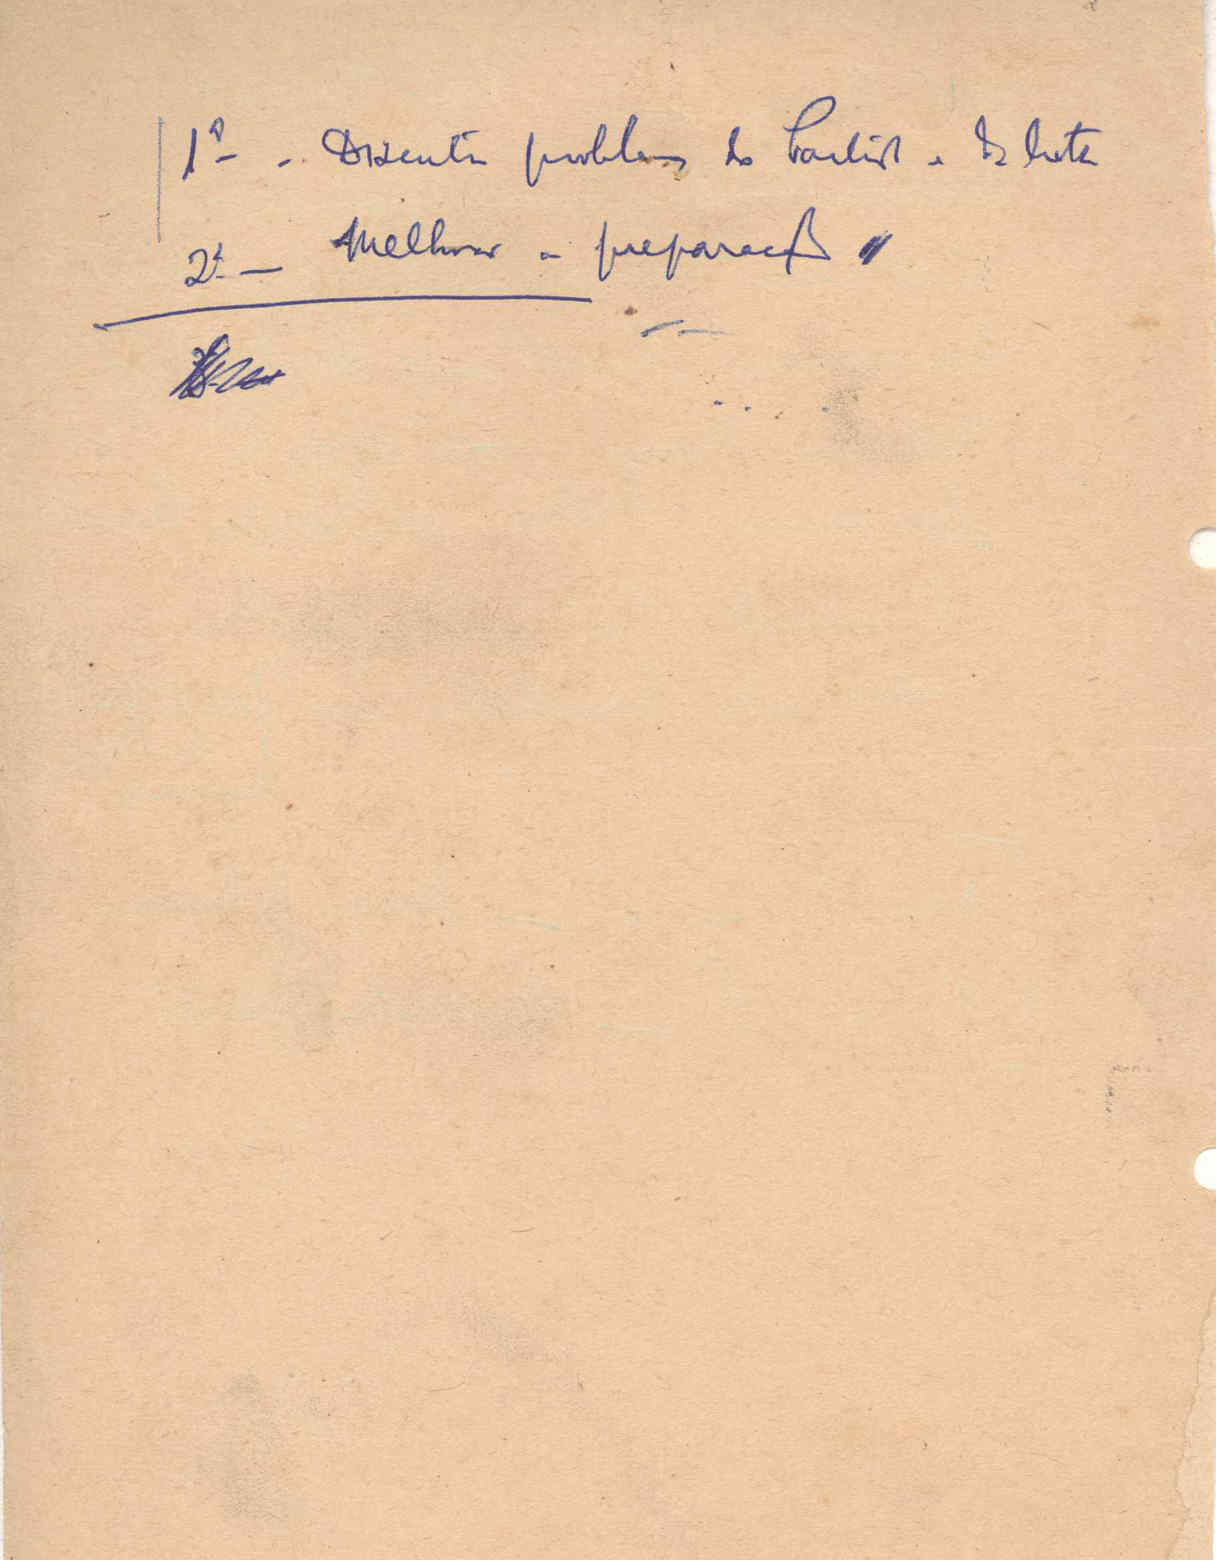 1º - . Discutir problemas do Partido e da luta
2º - Melhorar a preparação